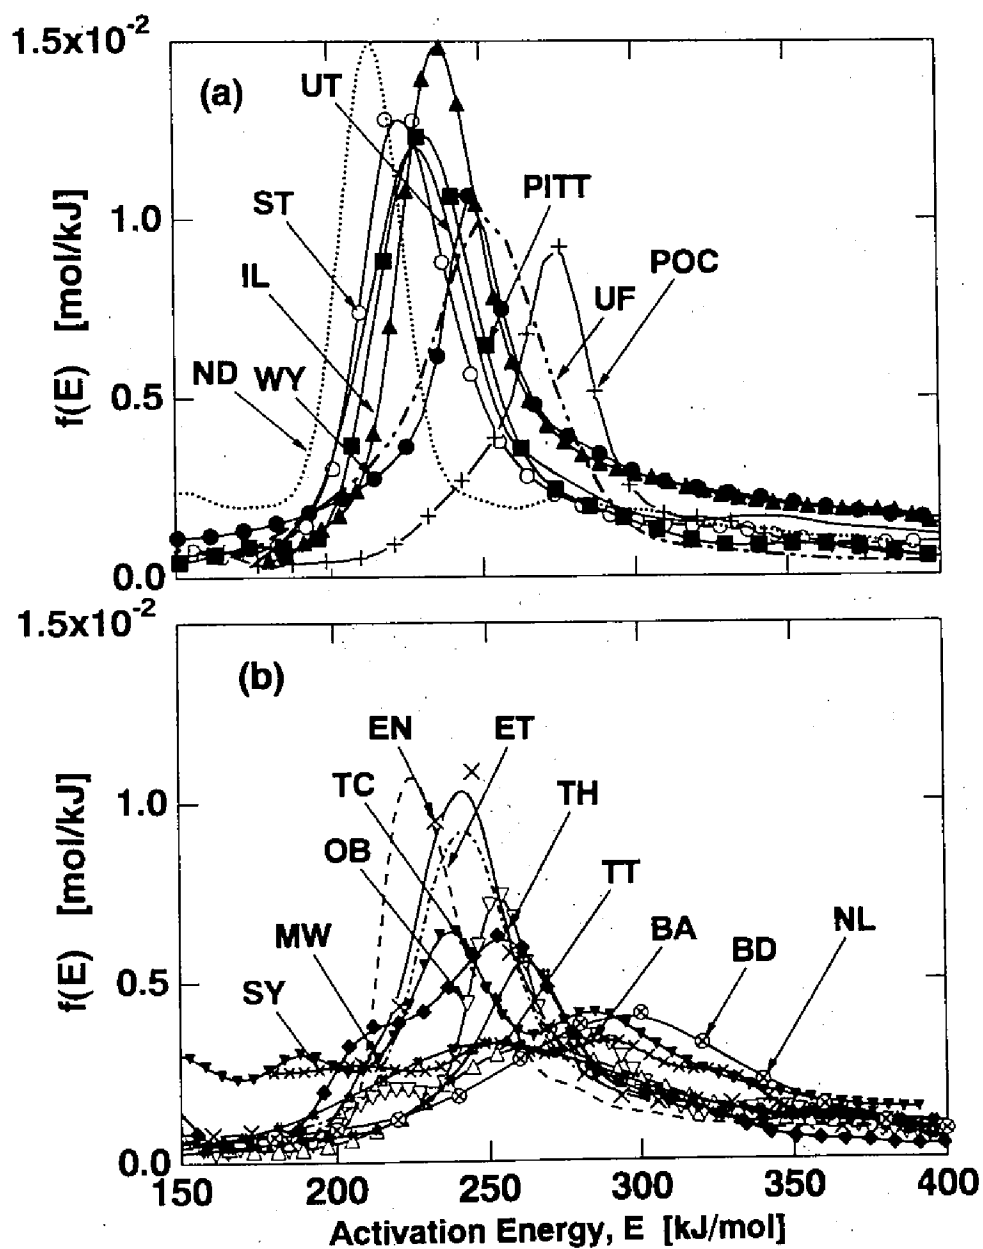 1.5x10-2
(a)
UT
ST
PITT
1.0
IL
POC
UF
ND
WY
0.5
0.0
f(E) [mol/kJ]
1.5x10-2
(b)
EN
ET
TC
TH
1.0
OB
TT
MW
BA
NL
BD
SY
0.5
0.0
f(E) [mol/kJ]
150 200 250 300 350 400
Activation Energy, E [kJ/mol]